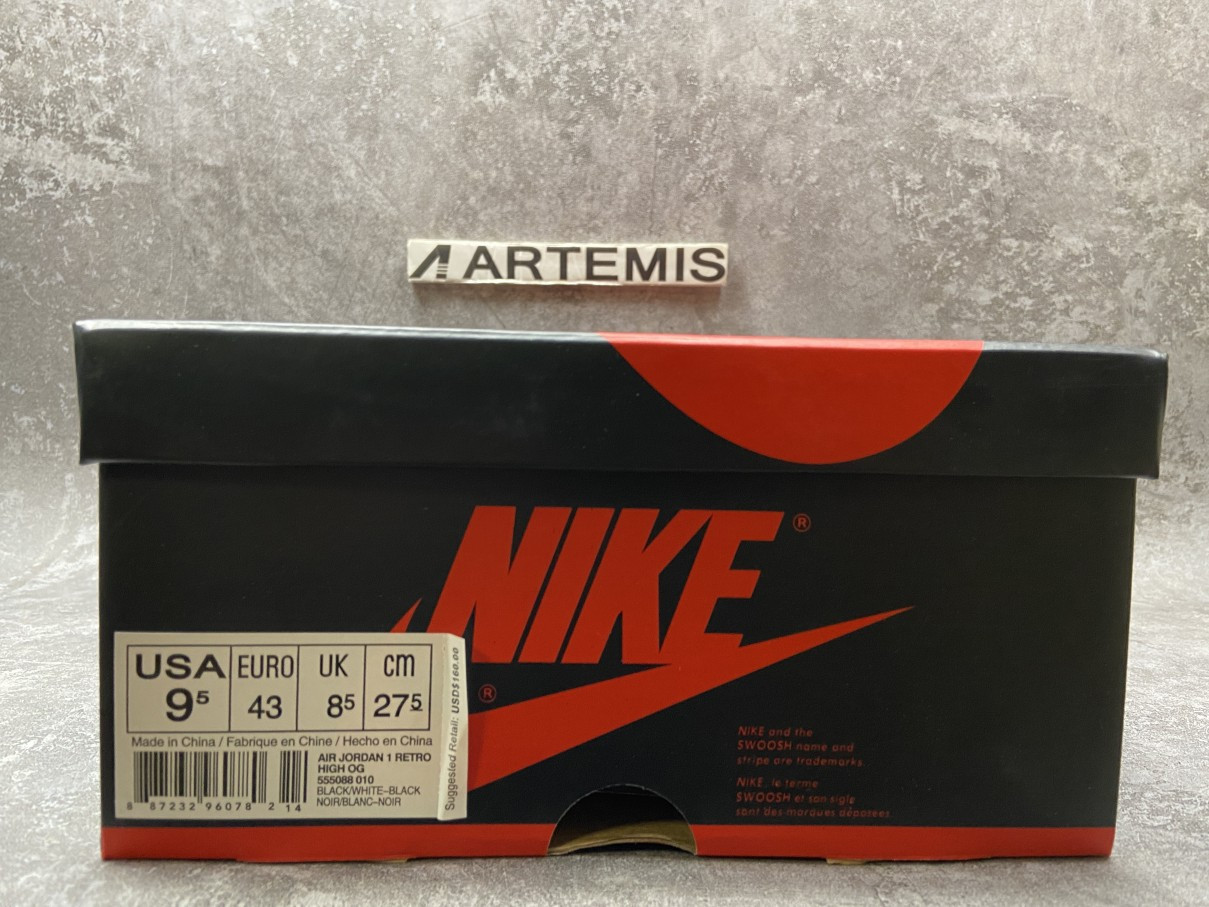 ARTEMIS
NIKE®
®
USA EURO UK cm
9⁵ 43 8⁵ 27⁵
Made in China / Fabrique en Chine / Hecho en China
AIR JORDAN 1 RETRO
HIGH OG
555088 010
BLACK/WHITE-BLACK
NOIR/BLANC-NOIR
8 87232 96078 2 14
Suggested Retail: USD$160.00
NIKE and the
SWOOSH name and
stripe are trademarks.
NIKE, le terme
SWOOSH et son sigle
sont des marques déposées.